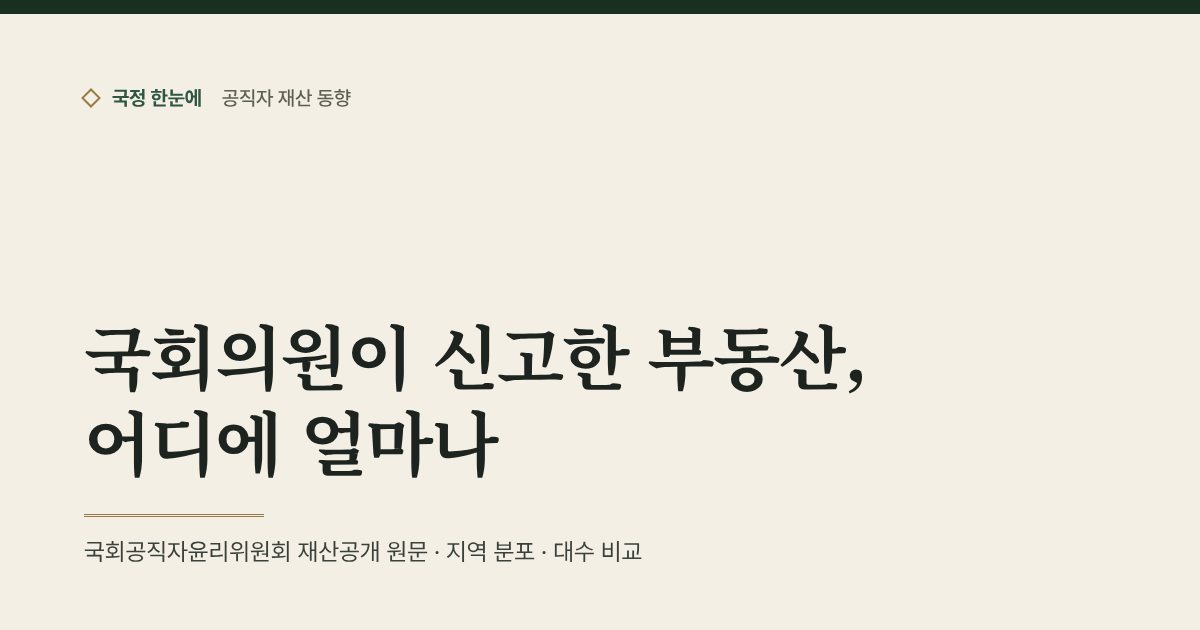 국정 한눈에 공직자 재산 동향
국회의원이 신고한 부동산,
어디에 얼마나
국회공직자윤리위원회 재산공개 원문 · 지역 분포 · 대수 비교